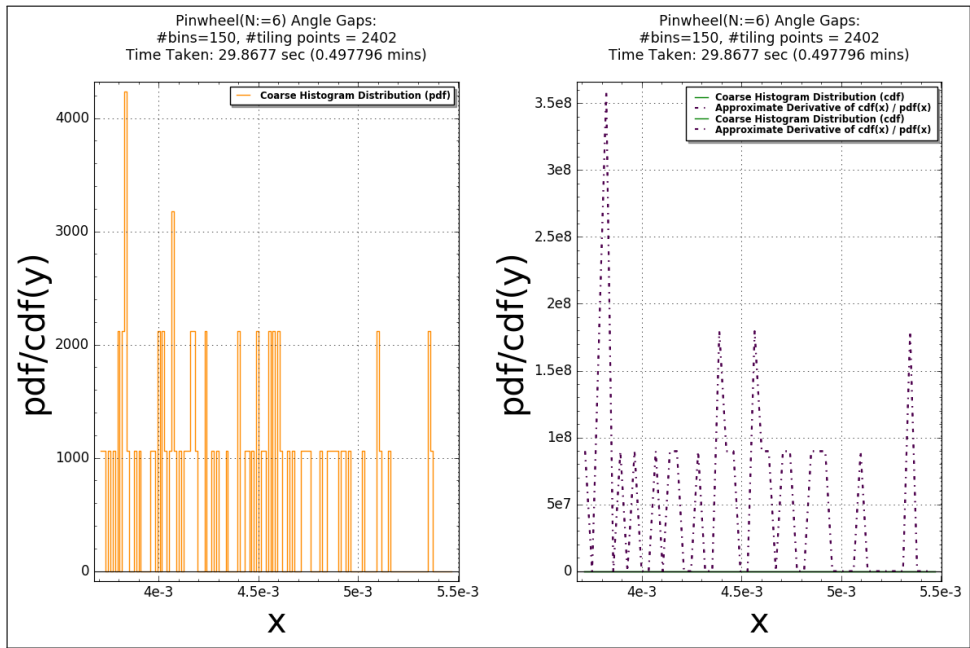 Pinwheel(N:=6) Angle Gaps:
#bins=150, #tiling points = 2402
Time Taken: 29.8677 sec (0.497796 mins)
Coarse Histogram Distribution (pdf)
pdf/cdf(y)
4000
3000
2000
1000
0
4e-3
4.5e-3
5e-3
5.5e-3
x
Pinwheel(N:=6) Angle Gaps:
#bins=150, #tiling points = 2402
Time Taken: 29.8677 sec (0.497796 mins)
Coarse Histogram Distribution (cdf)
Approximate Derivative of cdf(x) / pdf(x)
Coarse Histogram Distribution (cdf)
Approximate Derivative of cdf(x) / pdf(x)
pdf/cdf(y)
3.5e8
3e8
2.5e8
2e8
1.5e8
1e8
5e7
0
4e-3
4.5e-3
5e-3
5.5e-3
x